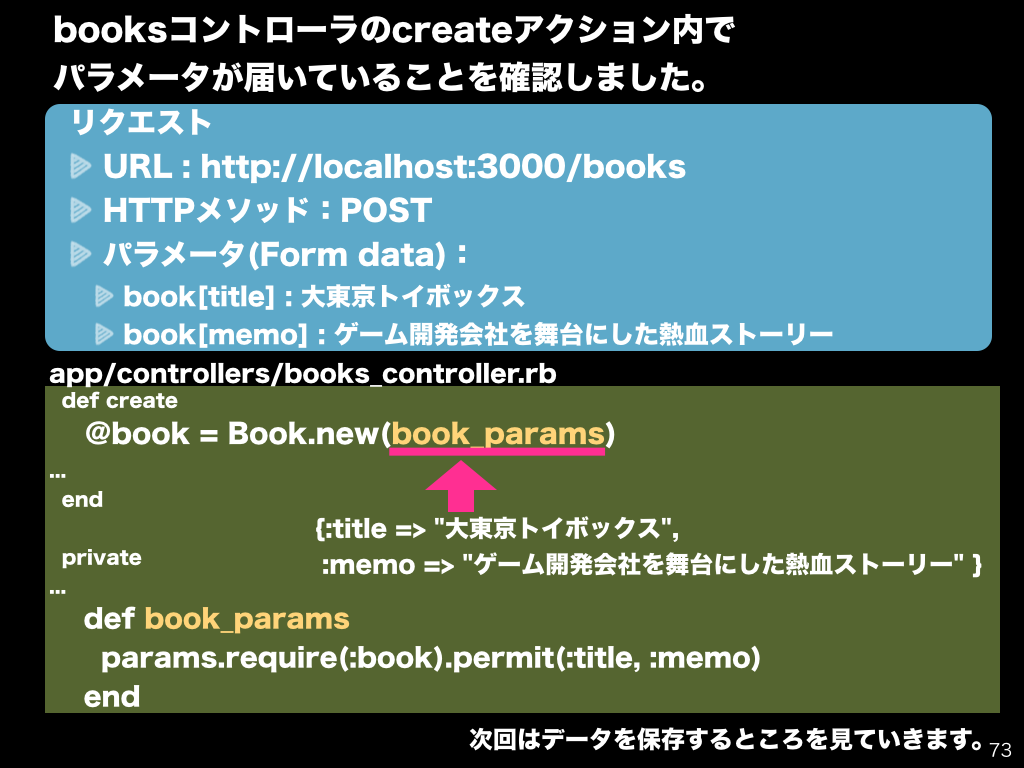 booksコントローラのcreateアクション内で
パラメータが届いていることを確認しました。
リクエスト
URL : http://localhost:3000/books
HTTPメソッド：POST
パラメータ(Form data)：
book[title] : 大東京トイボックス
book[memo] : ゲーム開発会社を舞台にした熱血ストーリー
app/controllers/books_controller.rb
def create
@book = Book.new(book_params)
...
end
{:title => "大東京トイボックス",
private
:memo => "ゲーム開発会社を舞台にした熱血ストーリー" }
...
def book_params
params.require(:book).permit(:title, :memo)
end
次回はデータを保存するところを見ていきます。
73